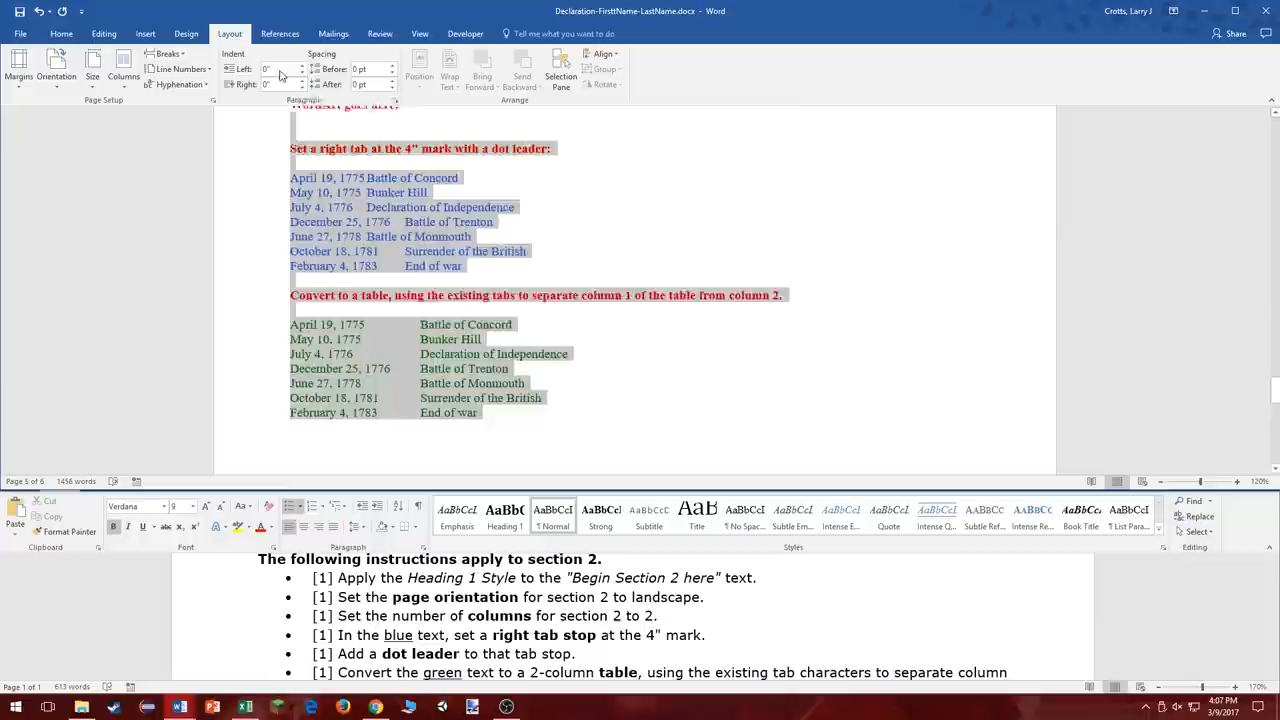 Declaration-FirstName-LastName.docx - Word
Crotts, Larry J
File Home Editing Insert Design Layout References Mailings Review View Developer Tell me what you want to do
Share
Margins Orientation Size Columns
Breaks
Line Numbers
Hyphenation
Page Setup
Indent
Left: 0"
Right: 0"
Spacing
Before: 0 pt
After: 0 pt
Paragraph
Position Wrap Text Bring Forward Send Backward Selection Pane
Align
Group
Rotate
Arrange
Set a right tab at the 4" mark with a dot leader:
April 19, 1775 Battle of Concord
May 10, 1775 Bunker Hill
July 4, 1776 Declaration of Independence
December 25, 1776 Battle of Trenton
June 27, 1778 Battle of Monmouth
October 18, 1781 Surrender of the British
February 4, 1783 End of war
Convert to a table, using the existing tabs to separate column 1 of the table from column 2.
April 19, 1775 Battle of Concord
May 10, 1775 Bunker Hill
July 4, 1776 Declaration of Independence
December 25, 1776 Battle of Trenton
June 27, 1778 Battle of Monmouth
October 18, 1781 Surrender of the British
February 4, 1783 End of war
Page 5 of 6 1456 words
120%
Paste
Cut
Copy
Format Painter
Clipboard
Verdana 9
Font
Paragraph
AaBbCcI AaBbC AaBbCcI AaBbCc AaBbCcI AaB AaBbCcI AaBbCcI AaBbCcI AaBbCcI AaBbCcI AaBbCc AaBbCc AaBbCc AaBbCcI
Emphasis Heading 1 ¶ Normal Strong Subtitle Title ¶ No Spac... Subtle Em... Intense E... Quote Intense Q... Subtle Ref... Intense Re... Book Title ¶ List Para...
Styles
Find
Replace
Select
Editing
The following instructions apply to section 2.
• [1] Apply the Heading 1 Style to the "Begin Section 2 here" text.
• [1] Set the page orientation for section 2 to landscape.
• [1] Set the number of columns for section 2 to 2.
• [1] In the blue text, set a right tab stop at the 4" mark.
• [1] Add a dot leader to that tab stop.
• [1] Convert the green text to a 2-column table, using the existing tab characters to separate column
Page 1 of 1 613 words
170%
4:07 PM
3/9/2017